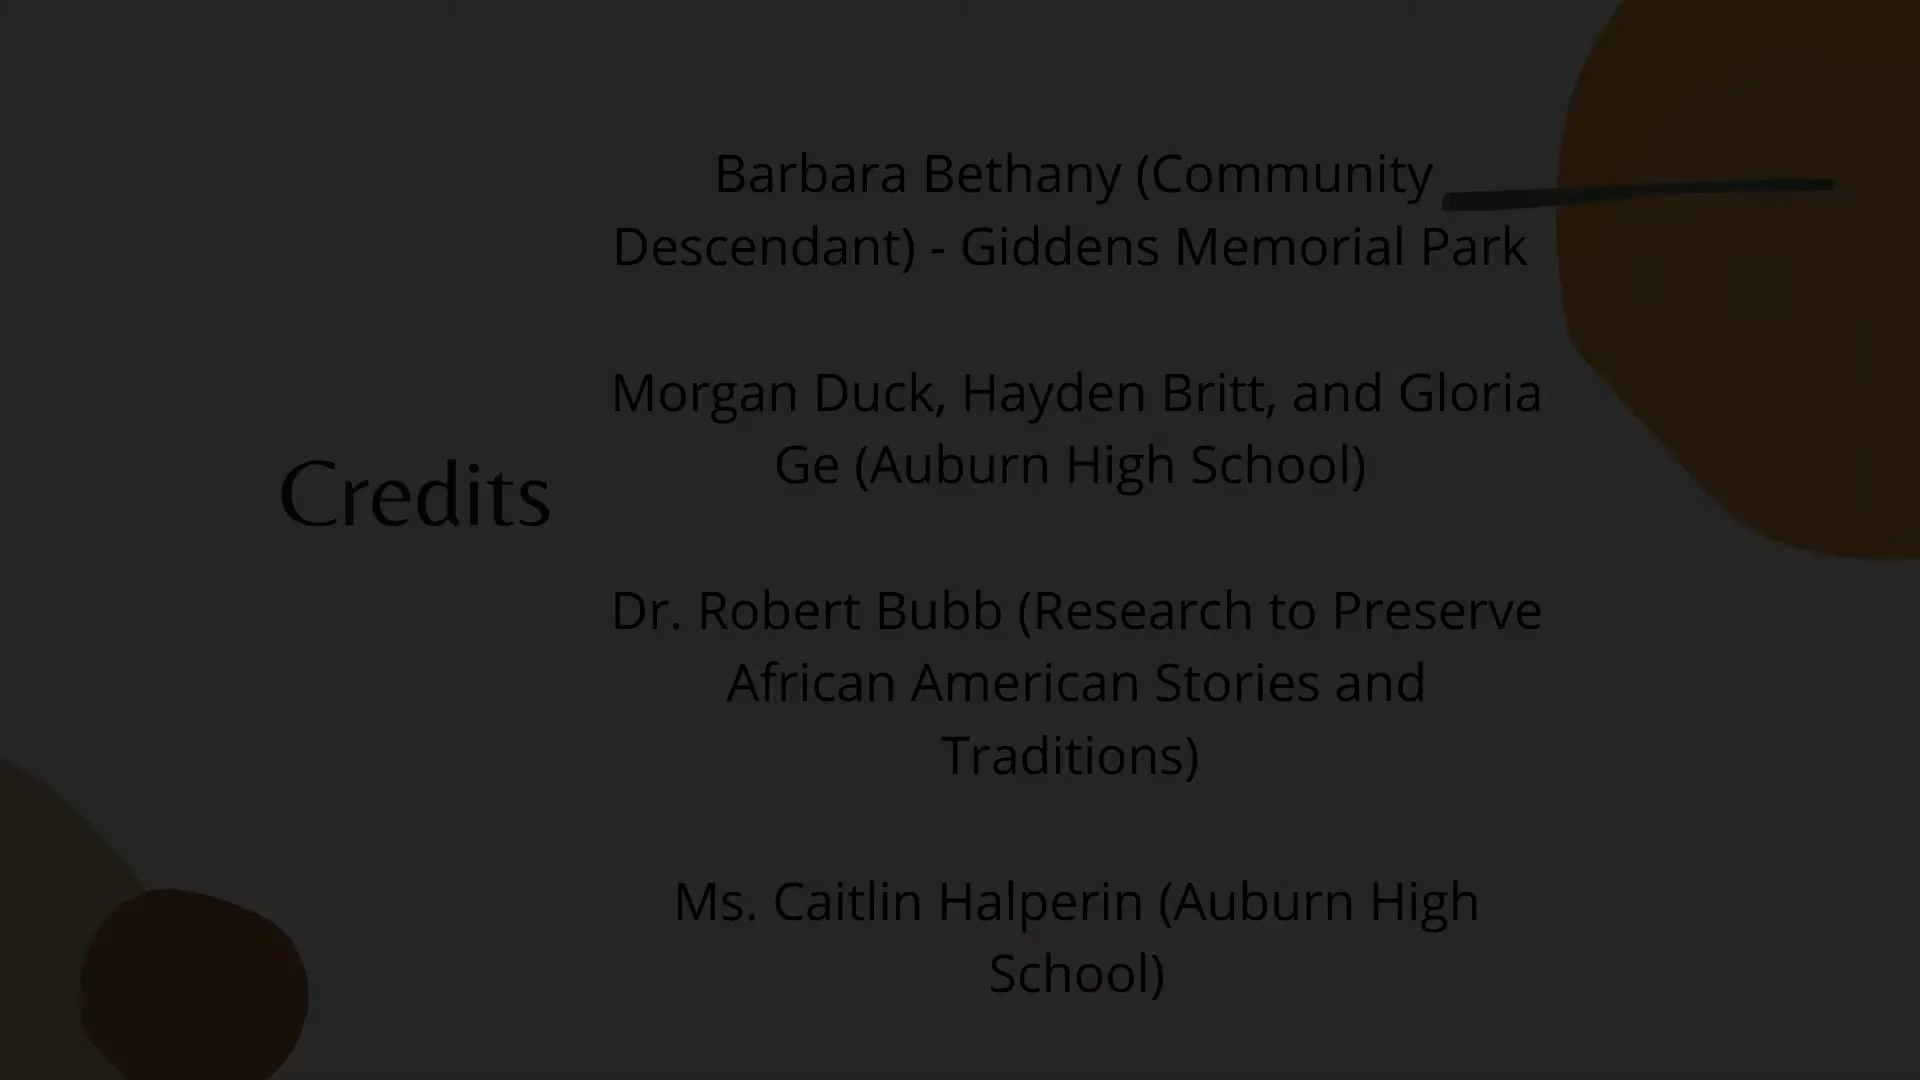 Credits
Barbara Bethany (Community
Descendant) - Giddens Memorial Park
Morgan Duck, Hayden Britt, and Gloria
Ge (Auburn High School)
Dr. Robert Bubb (Research to Preserve
African American Stories and
Traditions)
Ms. Caitlin Halperin (Auburn High
School)